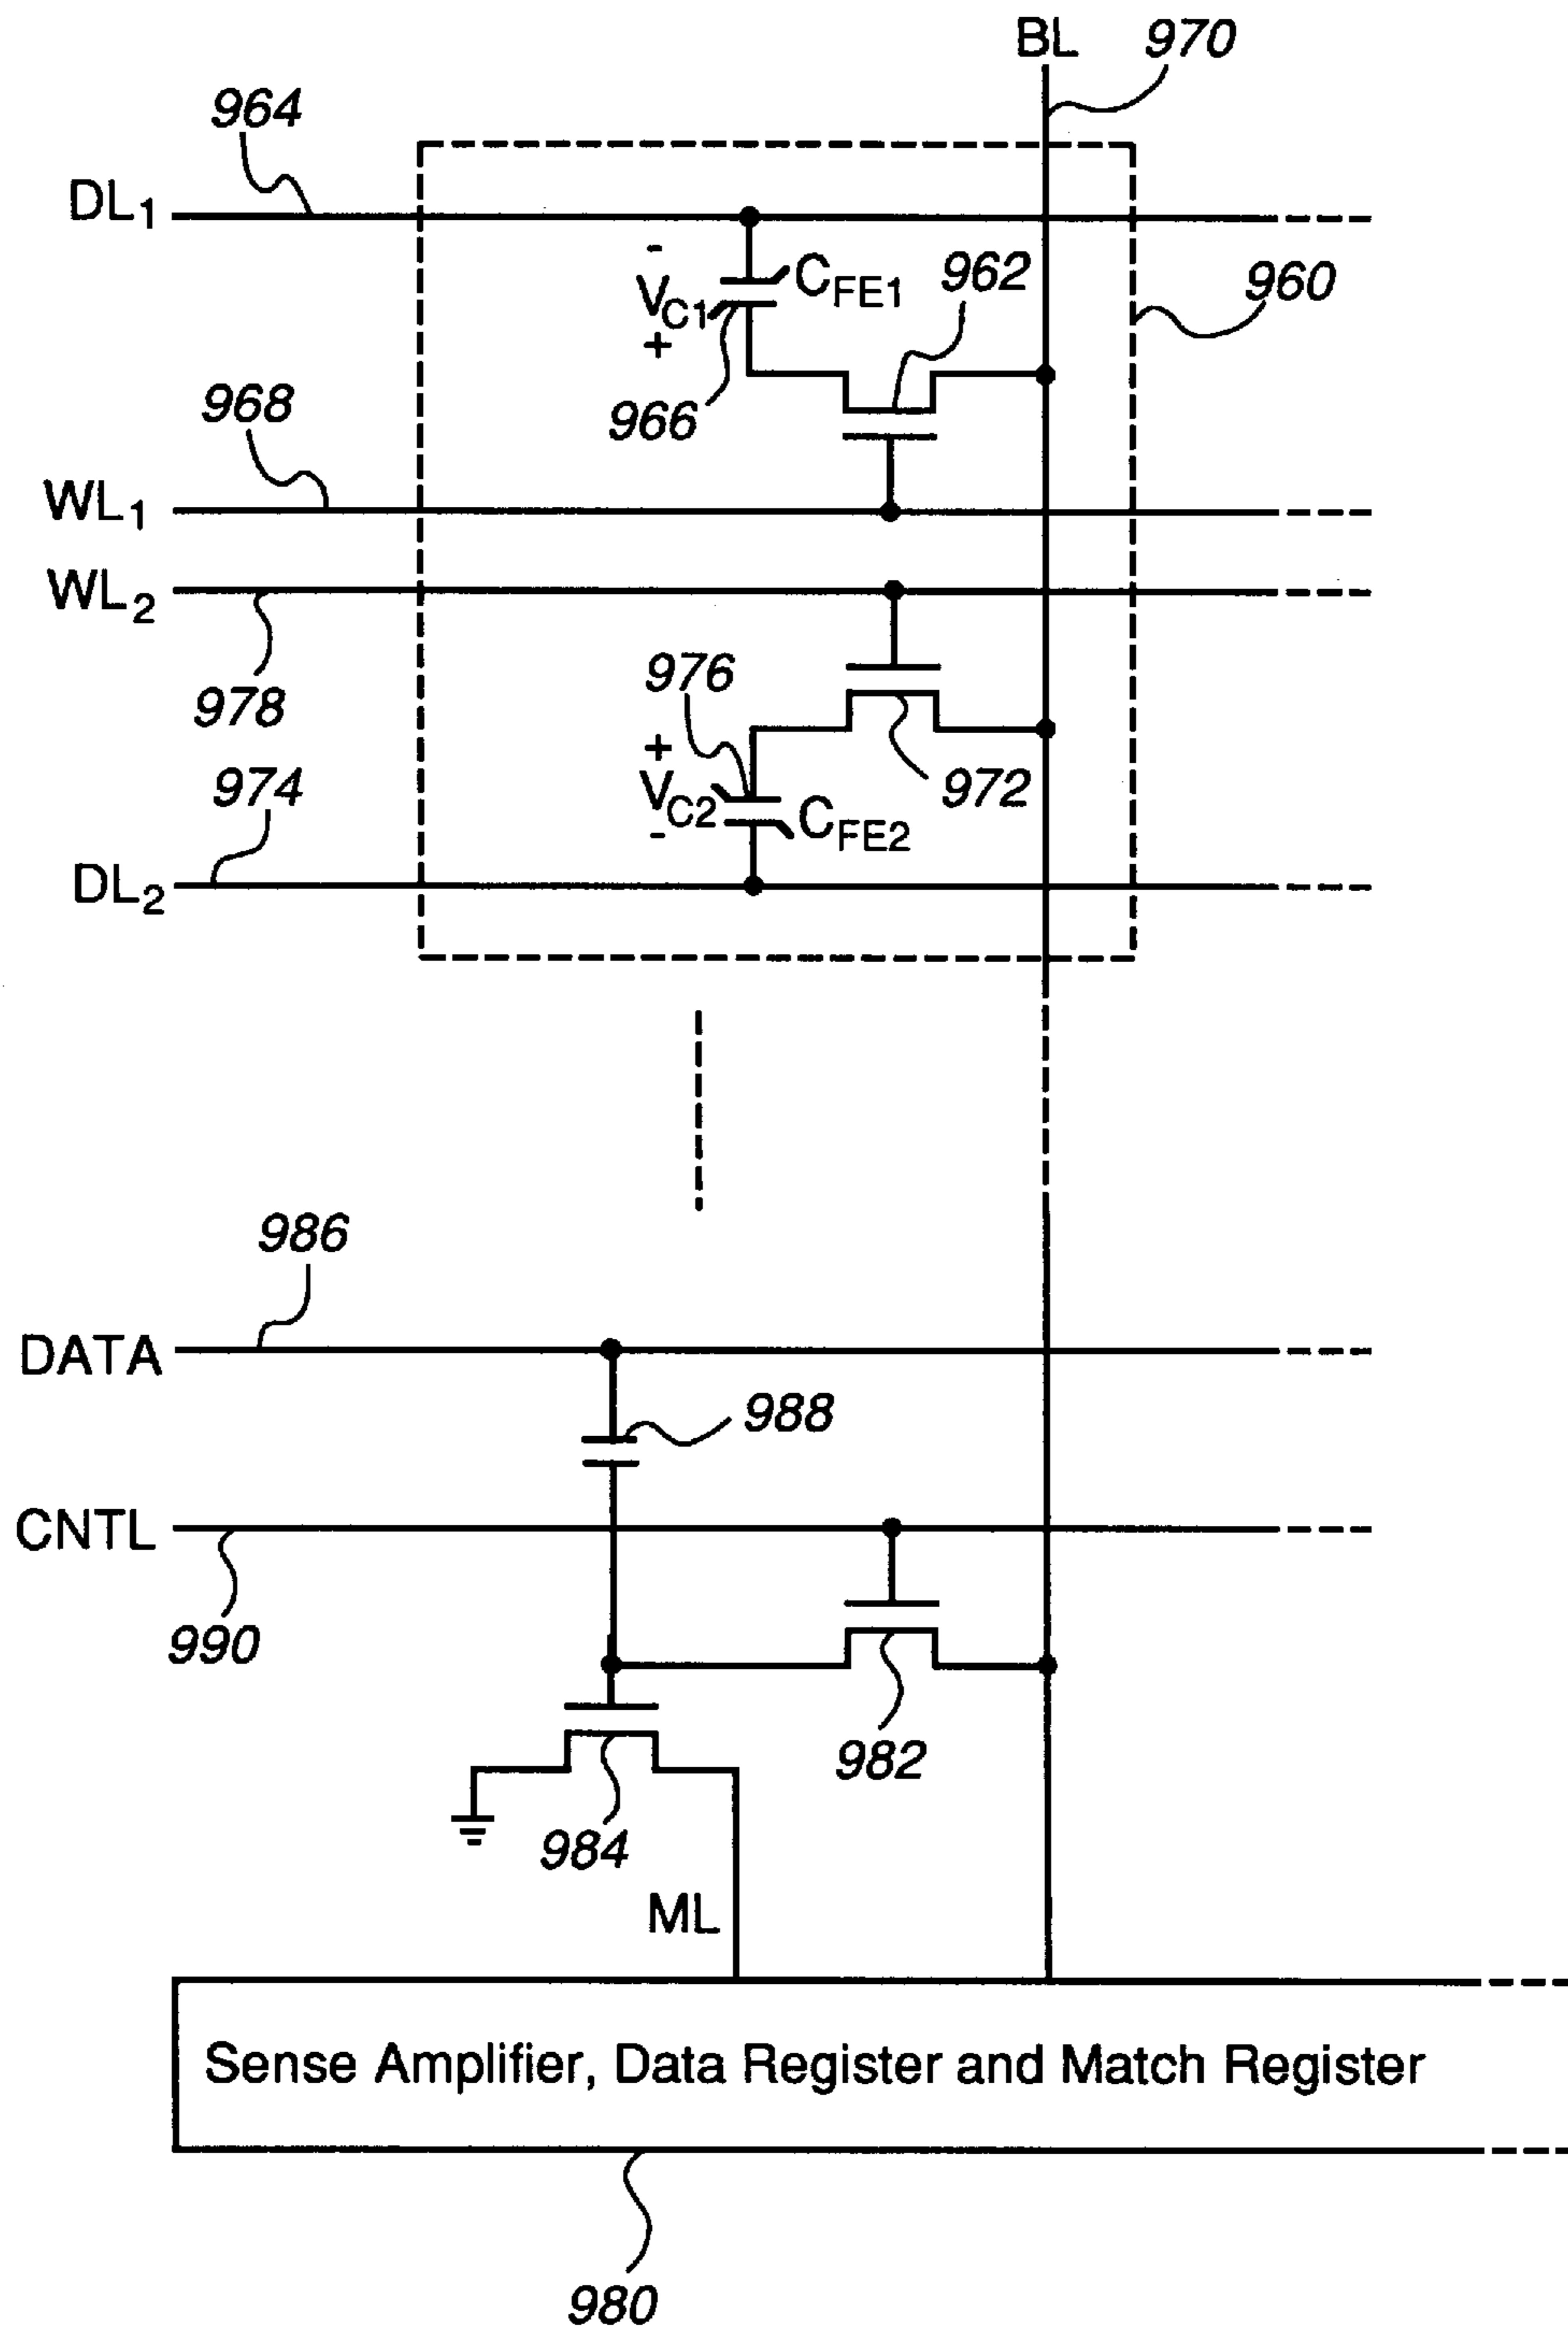 BL 970
964
DL1
-
VC1
+
CFE1 962
960
966
968
WL1
WL2
978
976
+
VC2
-
CFE2
972
974
DL2
986
DATA
988
CNTL
990
982
984
ML
Sense Amplifier, Data Register and Match Register
980